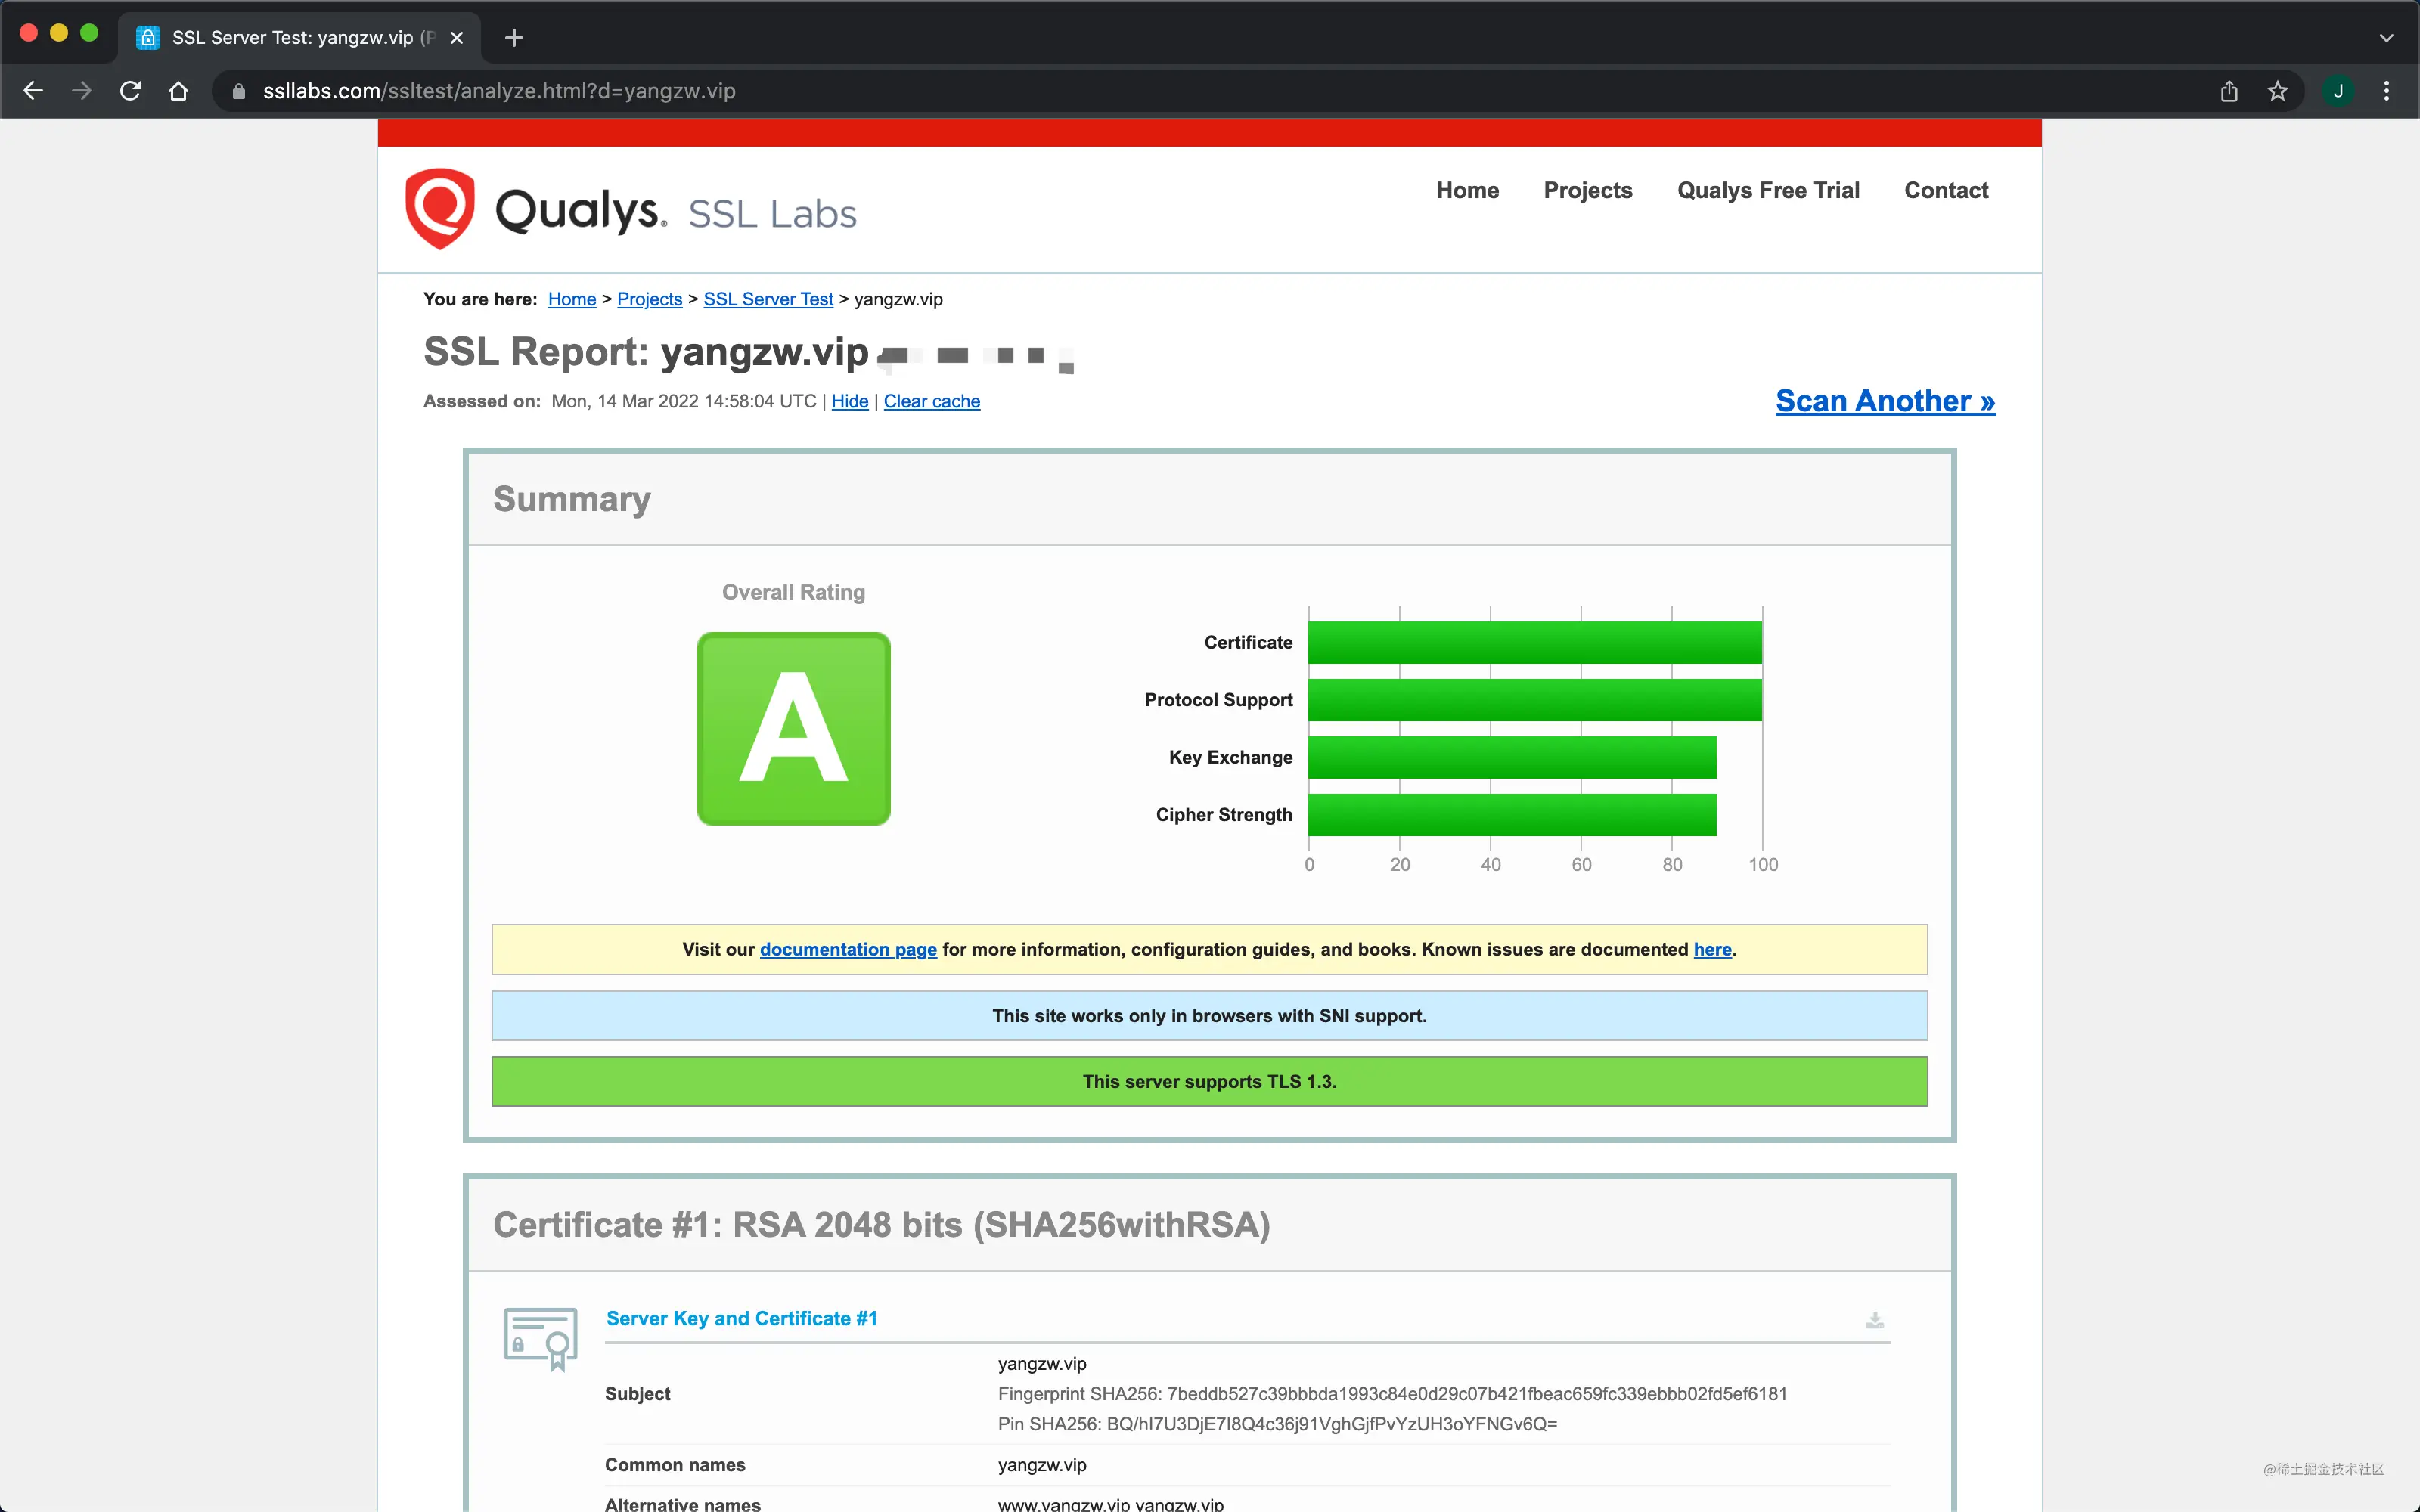 SSL Server Test: yangzw.vip (P
ssllabs.com/ssltest/analyze.html?d=yangzw.vip
J
Qualys. SSL Labs
Home Projects Qualys Free Trial Contact
You are here: Home > Projects > SSL Server Test > yangzw.vip
SSL Report: yangzw.vip
Assessed on: Mon, 14 Mar 2022 14:58:04 UTC | Hide | Clear cache
Scan Another »
Summary
Overall Rating
A
Certificate
Protocol Support
Key Exchange
Cipher Strength
0 20 40 60 80 100
Visit our documentation page for more information, configuration guides, and books. Known issues are documented here.
This site works only in browsers with SNI support.
This server supports TLS 1.3.
Certificate #1: RSA 2048 bits (SHA256withRSA)
Server Key and Certificate #1
Subject
yangzw.vip
Fingerprint SHA256: 7beddb527c39bbbda1993c84e0d29c07b421fbeac659fc339ebbb02fd5ef6181
Pin SHA256: BQ/hI7U3DjE7I8Q4c36j91VghGjfPvYzUH3oYFNGv6Q=
Common names yangzw.vip
Alternative names www.yangzw.vip yangzw.vip
@稀土掘金技术社区